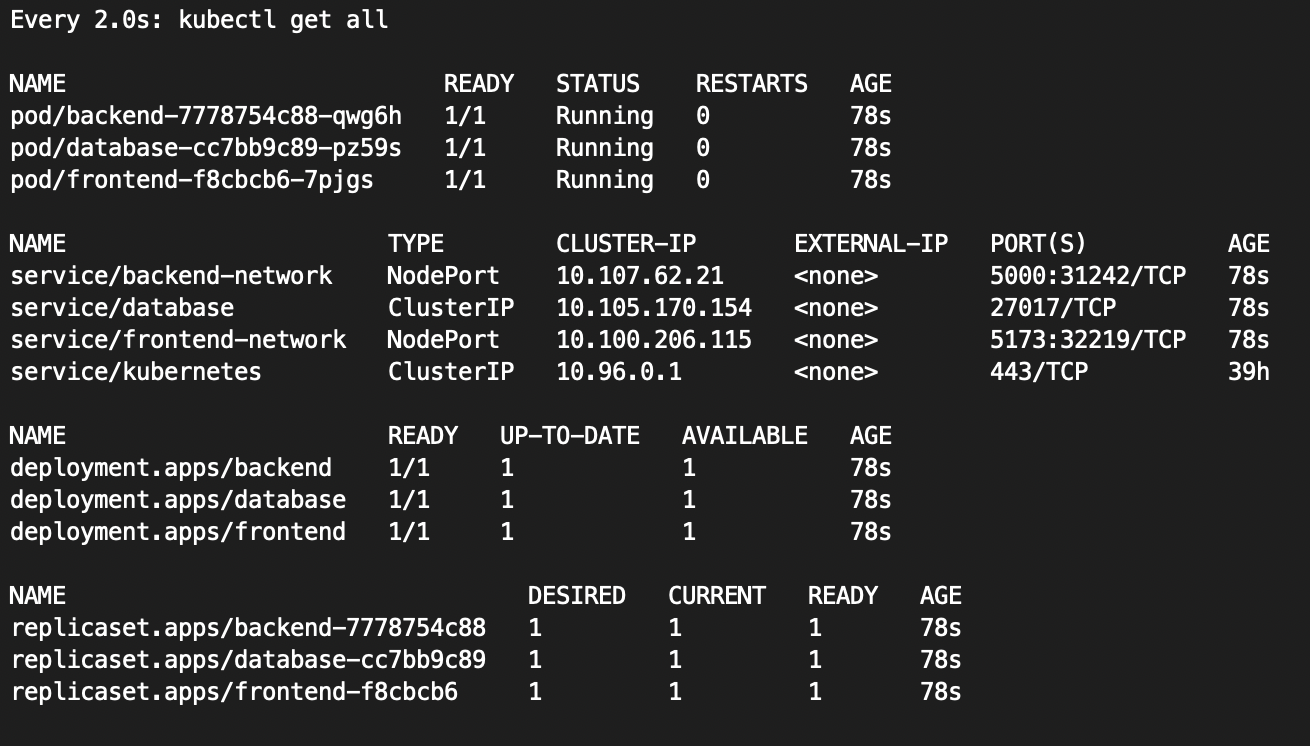 Every 2.0s: kubectl get all
NAME READY STATUS RESTARTS AGE
pod/backend-7778754c88-qwg6h 1/1 Running 0 78s
pod/database-cc7bb9c89-pz59s 1/1 Running 0 78s
pod/frontend-f8cbcb6-7pjgs 1/1 Running 0 78s
NAME TYPE CLUSTER-IP EXTERNAL-IP PORT(S) AGE
service/backend-network NodePort 10.107.62.21 <none> 5000:31242/TCP 78s
service/database ClusterIP 10.105.170.154 <none> 27017/TCP 78s
service/frontend-network NodePort 10.100.206.115 <none> 5173:32219/TCP 78s
service/kubernetes ClusterIP 10.96.0.1 <none> 443/TCP 39h
NAME READY UP-TO-DATE AVAILABLE AGE
deployment.apps/backend 1/1 1 1 78s
deployment.apps/database 1/1 1 1 78s
deployment.apps/frontend 1/1 1 1 78s
NAME DESIRED CURRENT READY AGE
replicaset.apps/backend-7778754c88 1 1 1 78s
replicaset.apps/database-cc7bb9c89 1 1 1 78s
replicaset.apps/frontend-f8cbcb6 1 1 1 78s